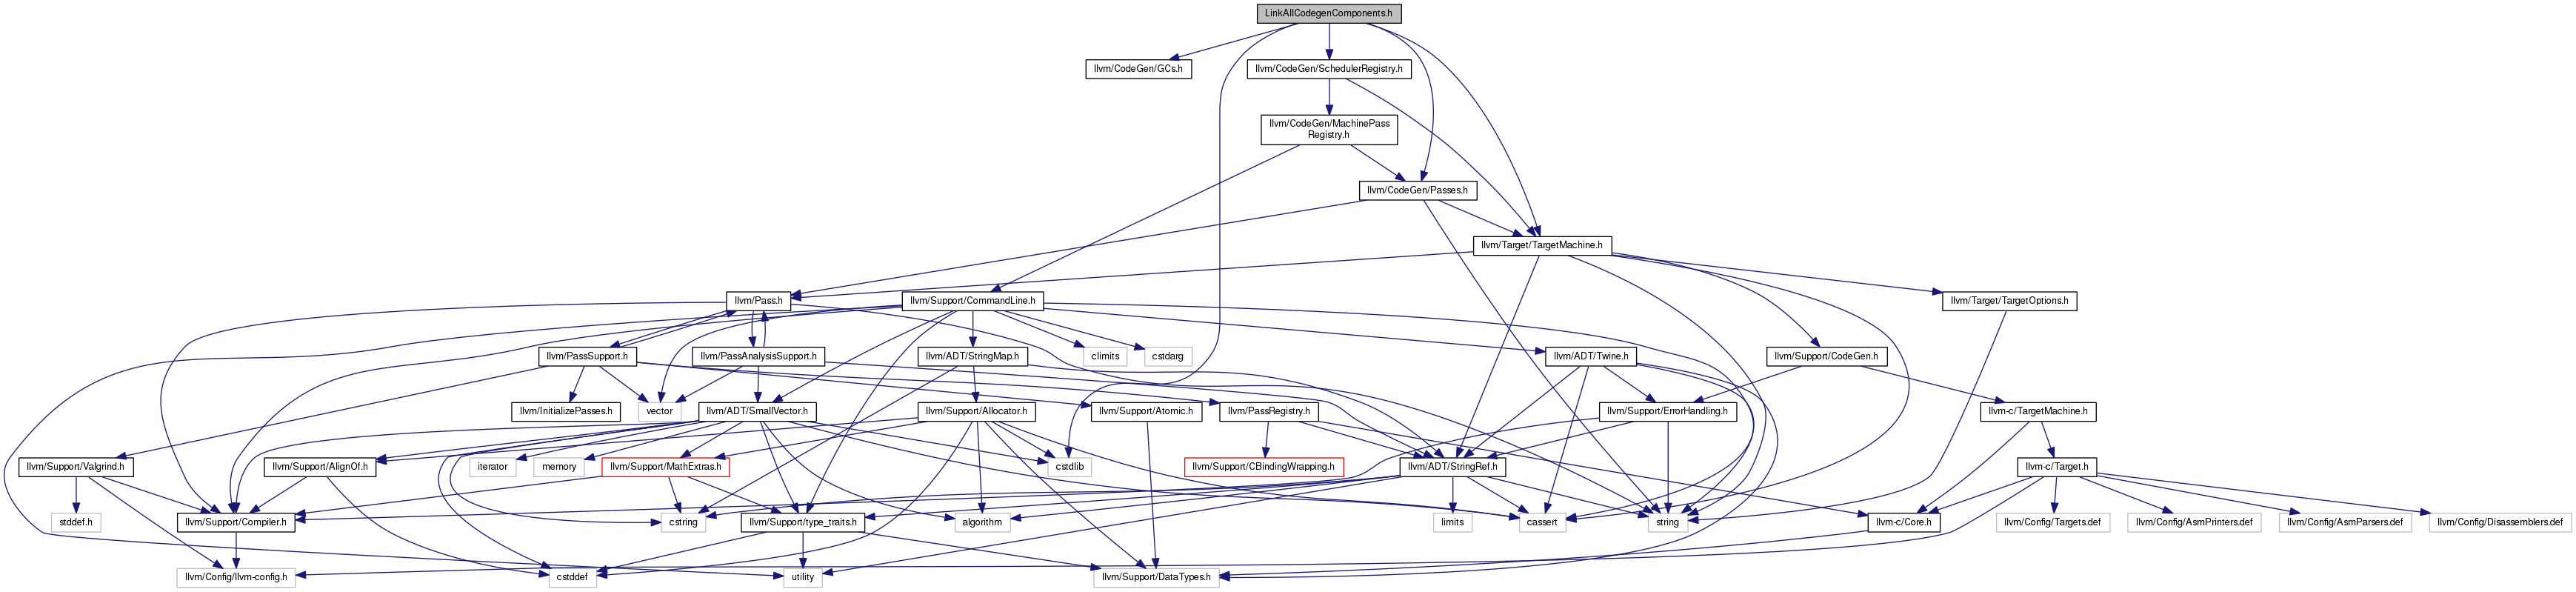 LinkAllCodegenComponents.h
llvm/CodeGen/GCs.h
llvm/CodeGen/SchedulerRegistry.h
llvm/CodeGen/MachinePass
Registry.h
llvm/CodeGen/Passes.h
llvm/Target/TargetMachine.h
llvm/Pass.h
llvm/Support/CommandLine.h
llvm/Target/TargetOptions.h
llvm/PassSupport.h
llvm/PassAnalysisSupport.h
llvm/ADT/StringMap.h
climits
cstdarg
llvm/ADT/Twine.h
llvm/Support/CodeGen.h
llvm/InitializePasses.h
vector
llvm/ADT/SmallVector.h
llvm/Support/Allocator.h
llvm/Support/Atomic.h
llvm/PassRegistry.h
llvm/Support/ErrorHandling.h
llvm-c/TargetMachine.h
llvm/Support/Valgrind.h
llvm/Support/AlignOf.h
iterator
memory
llvm/Support/MathExtras.h
cstdlib
llvm/Support/CBindingWrapping.h
llvm/ADT/StringRef.h
llvm-c/Target.h
stddef.h
llvm/Support/Compiler.h
cstring
llvm/Support/type_traits.h
algorithm
limits
cassert
string
llvm-c/Core.h
llvm/Config/Targets.def
llvm/Config/AsmPrinters.def
llvm/Config/AsmParsers.def
llvm/Config/Disassemblers.def
llvm/Config/llvm-config.h
cstddef
utility
llvm/Support/DataTypes.h